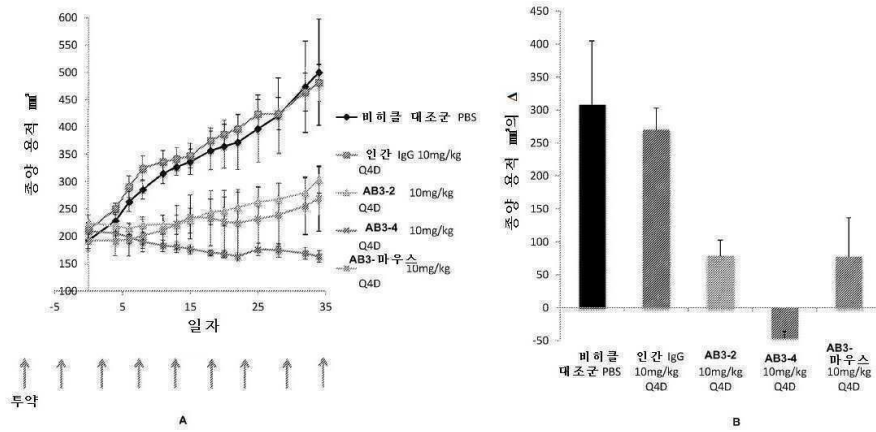 종양 용적 ㎣
600
550
500
450
400
350
300
250
200
150
100
-5
5
15
25
35
일자
비히클 대조군 PBS
인간 IgG 10mg/kg
Q4D
AB3-2 10mg/kg
Q4D
AB3-4 10mg/kg
Q4D
AB3-마우스 10mg/kg
Q4D
투약
A
종양 용적 ㎣의 Δ
450
400
350
300
250
200
150
100
50
0
-50
비히클
대조군 PBS
인간 IgG
10mg/kg
Q4D
AB3-2
10mg/kg
Q4D
AB3-4
10mg/kg
Q4D
AB3-
마우스
10mg/kg
Q4D
B